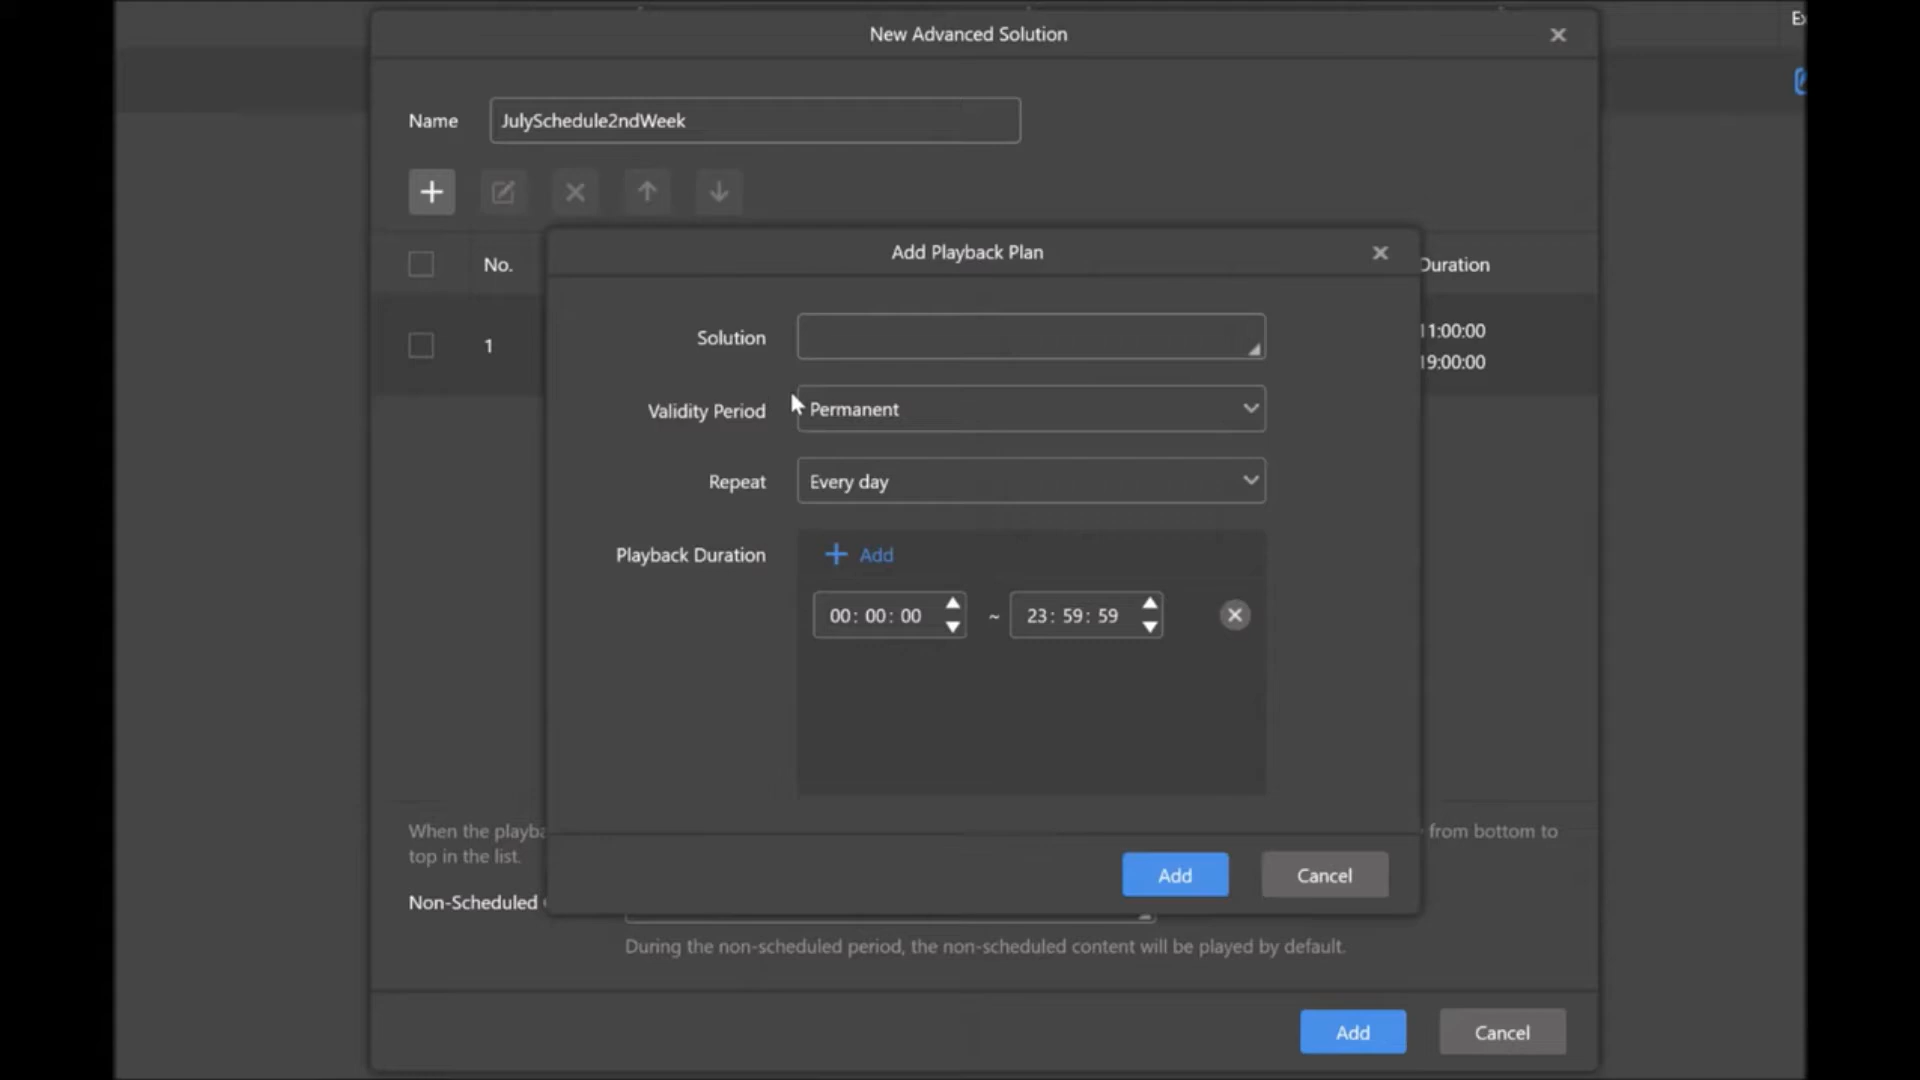 New Advanced Solution
Name
JulySchedule2ndWeek
No.
Duration
1
11:00:00
19:00:00
Add Playback Plan
Solution
Validity Period
Permanent
Repeat
Every day
Playback Duration
+ Add
00: 00: 00 ~ 23: 59: 59
Add
Cancel
When the
from bottom to
top in the list.
Non-Scheduled
During the non-scheduled period, the non-scheduled content will be played by default.
Add
Cancel